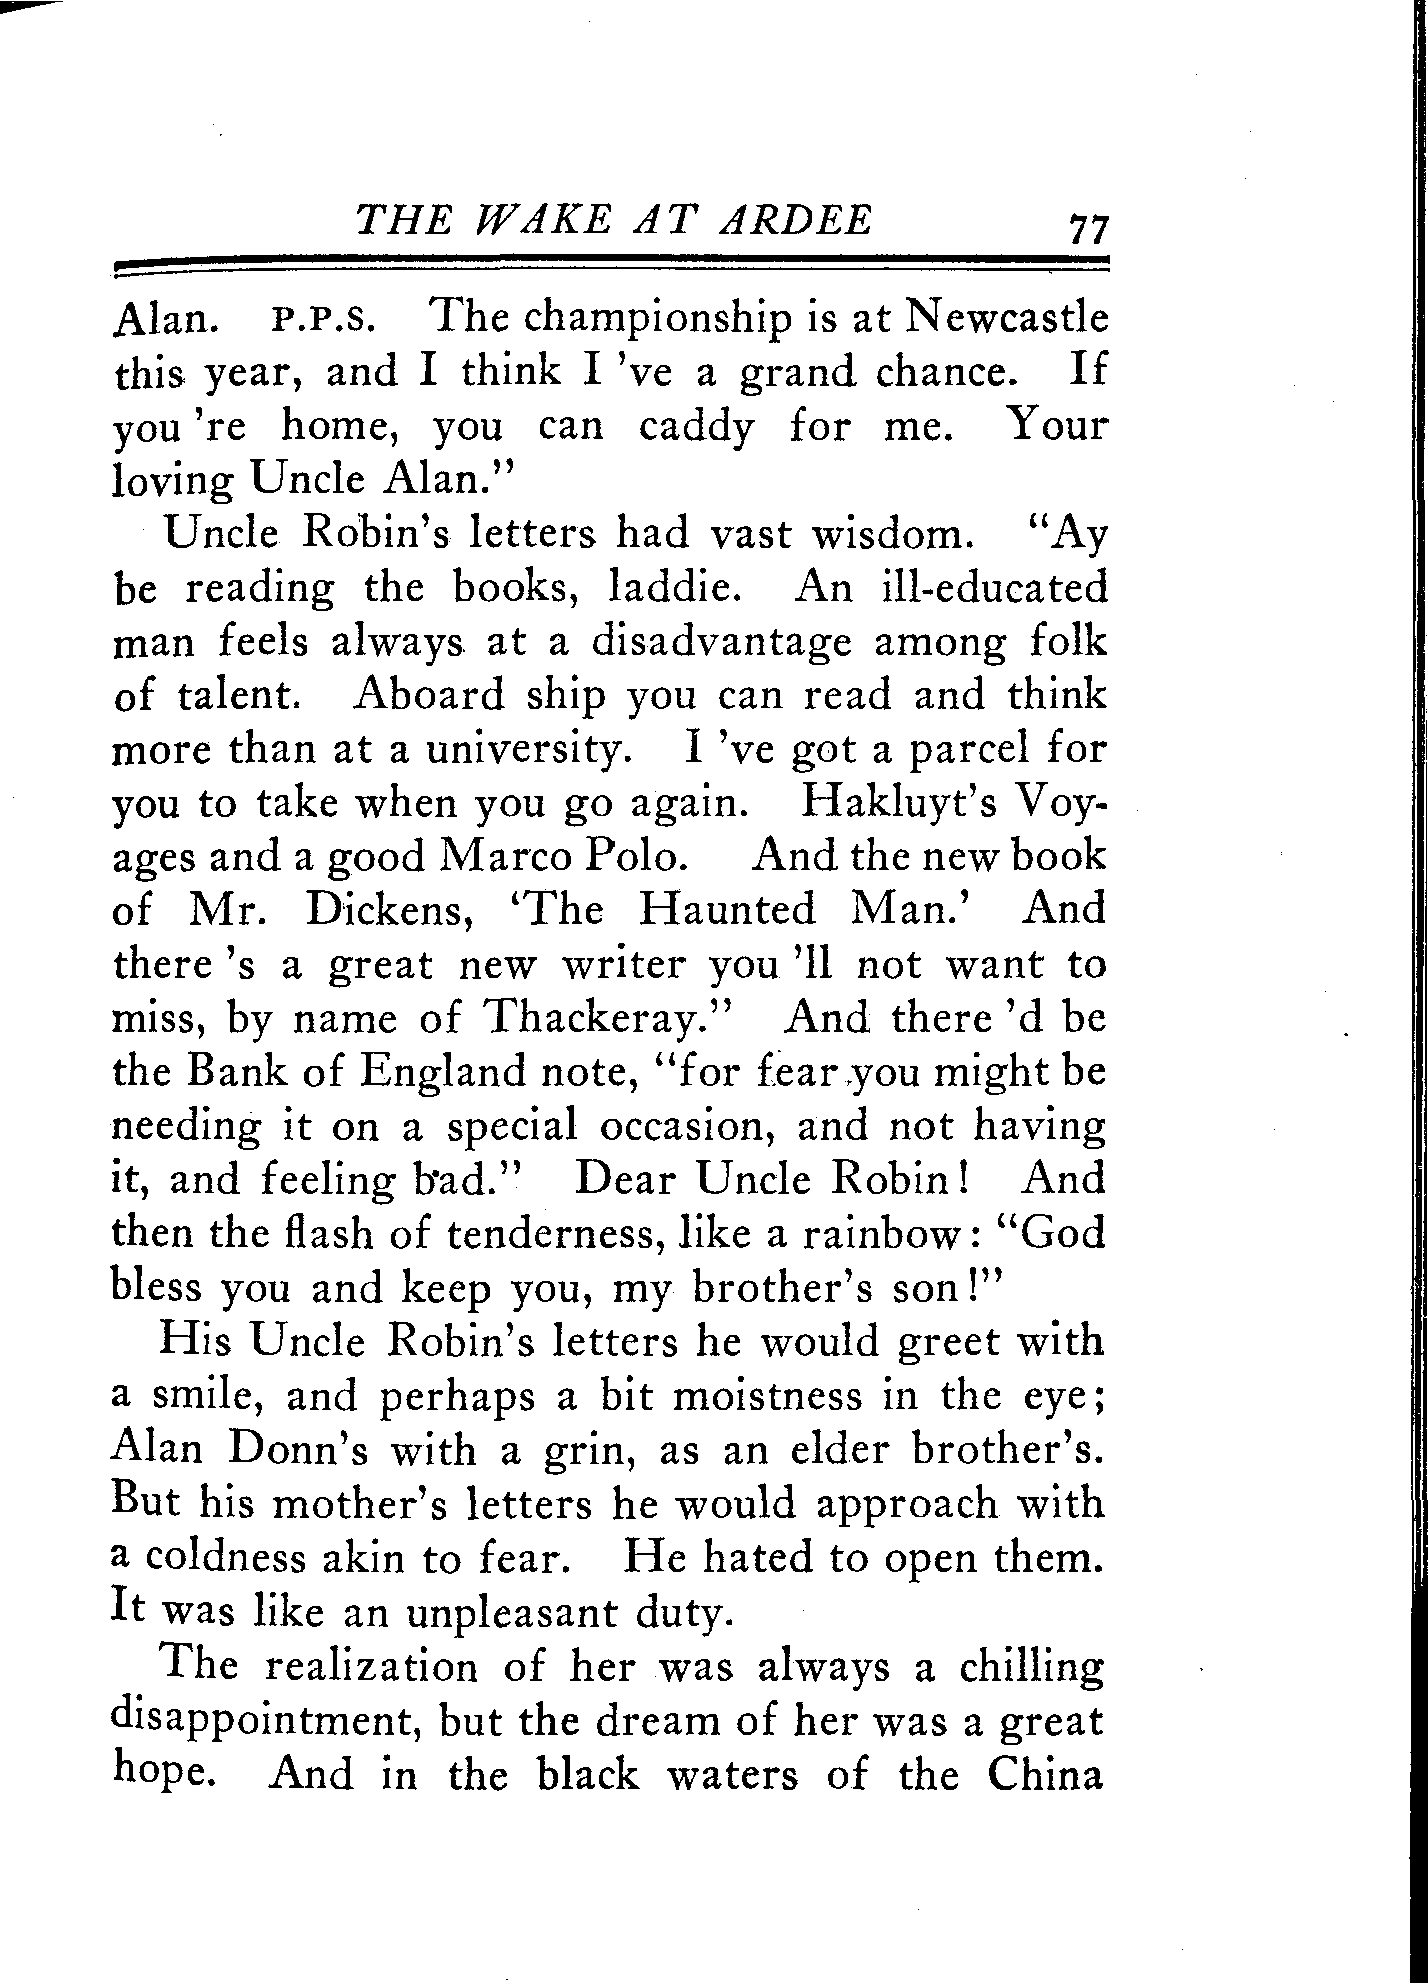 THE WAKE AT ARDEE 77
Alan. P.P.S. The championship is at Newcastle
this year, and I think I 've a grand chance. If
you 're home, you can caddy for me. Your
loving Uncle Alan."
Uncle Robin's letters had vast wisdom. "Ay
be reading the books, laddie. An ill-educated
man feels always at a disadvantage among folk
of talent. Aboard ship you can read and think
more than at a university. I 've got a parcel for
you to take when you go again. Hakluyt's Voy-
ages and a good Marco Polo. And the new book
of Mr. Dickens, 'The Haunted Man.' And
there 's a great new writer you 'll not want to
miss, by name of Thackeray." And there 'd be
the Bank of England note, "for fear you might be
needing it on a special occasion, and not having
it, and feeling bad." Dear Uncle Robin! And
then the flash of tenderness, like a rainbow: "God
bless you and keep you, my brother's son!"
His Uncle Robin's letters he would greet with
a smile, and perhaps a bit moistness in the eye;
Alan Donn's with a grin, as an elder brother's.
But his mother's letters he would approach with
a coldness akin to fear. He hated to open them.
It was like an unpleasant duty.
The realization of her was always a chilling
disappointment, but the dream of her was a great
hope. And in the black waters of the China